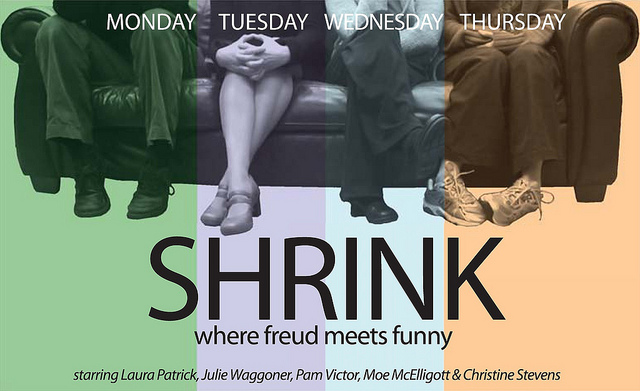 MONDAY TUESDAY WEDNESDAY THURSDAY
SHRINK
where freud meets funny
starring Laura Patrick, Julie Waggoner, Pam Victor, Moe McElligott & Christine Stevens